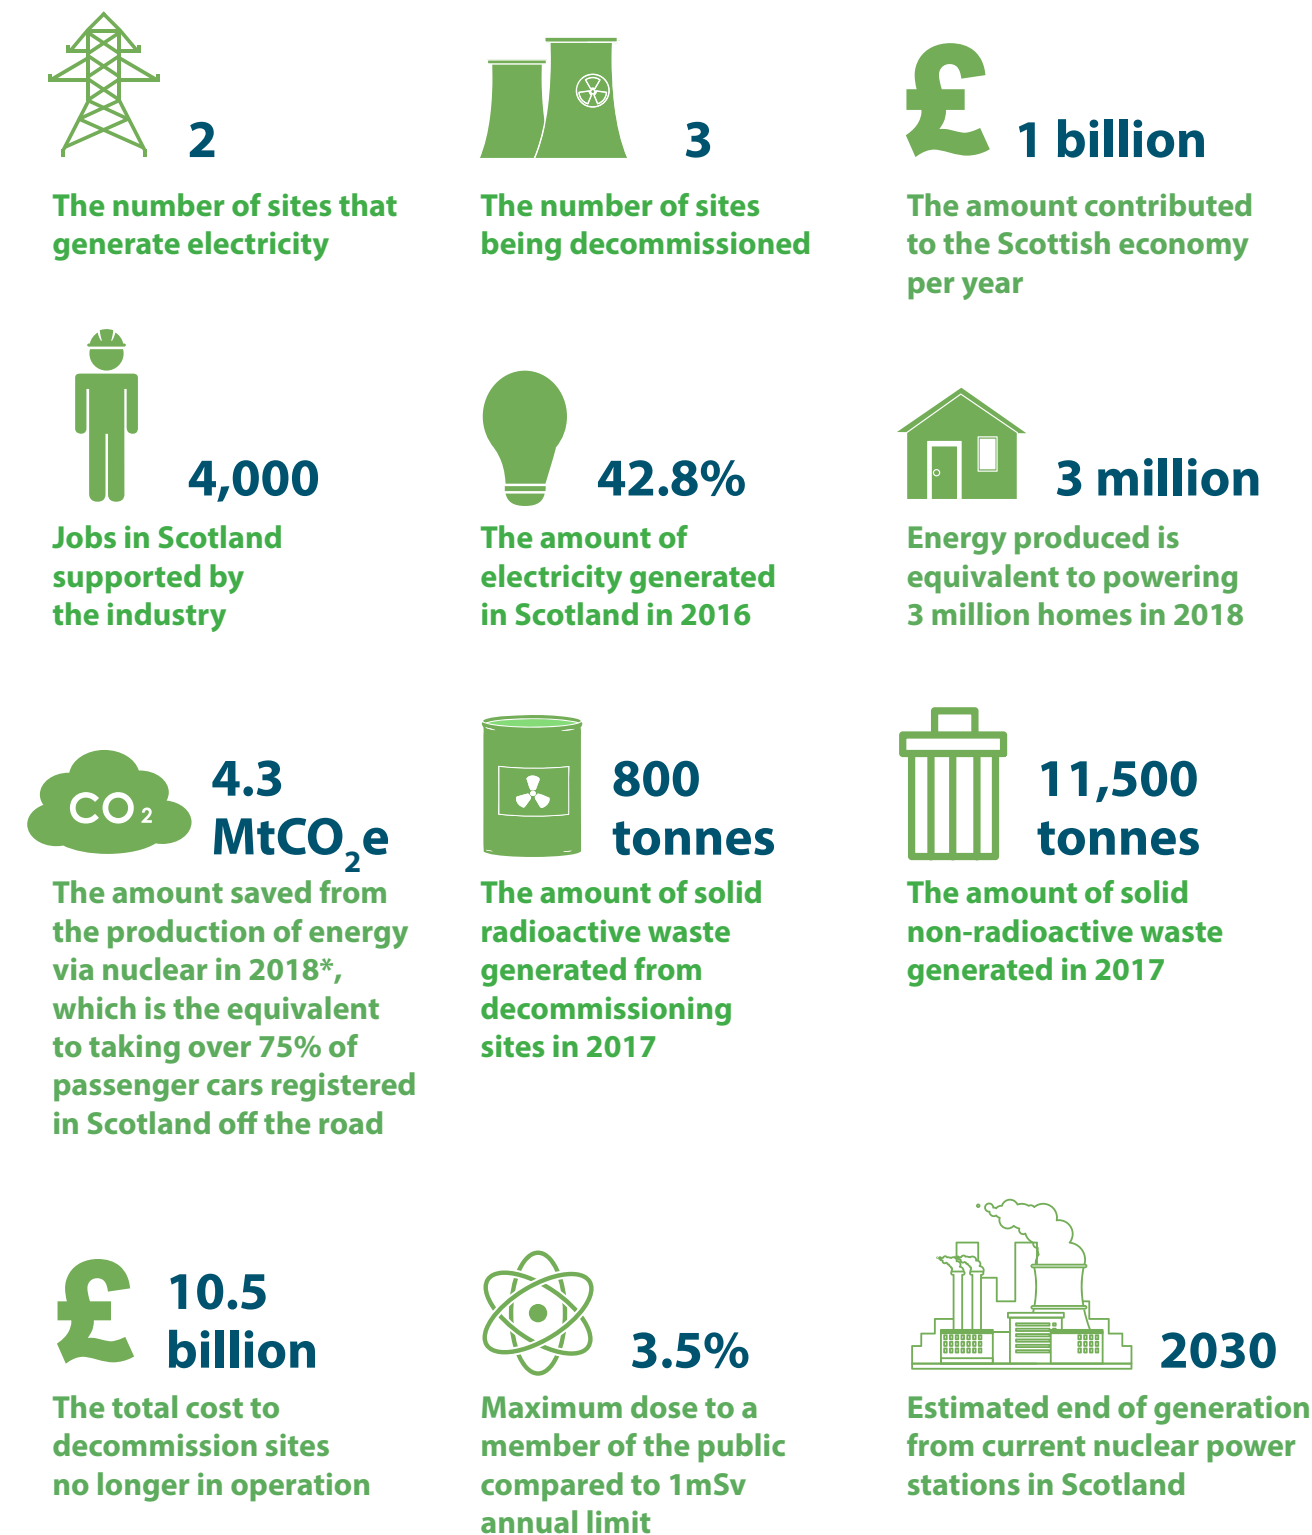 2
The number of sites that
generate electricity
3
The number of sites
being decommissioned
£ 1 billion
The amount contributed
to the Scottish economy
per year
4,000
Jobs in Scotland
supported by
the industry
42.8%
The amount of
electricity generated
in Scotland in 2016
3 million
Energy produced is
equivalent to powering
3 million homes in 2018
CO2
4.3
MtCO2e
The amount saved from
the production of energy
via nuclear in 2018*,
which is the equivalent
to taking over 75% of
passenger cars registered
in Scotland off the road
800
tonnes
The amount of solid
radioactive waste
generated from
decommissioning
sites in 2017
11,500
tonnes
The amount of solid
non-radioactive waste
generated in 2017
£ 10.5
billion
The total cost to
decommission sites
no longer in operation
3.5%
Maximum dose to a
member of the public
compared to 1mSv
annual limit
2030
Estimated end of generation
from current nuclear power
stations in Scotland